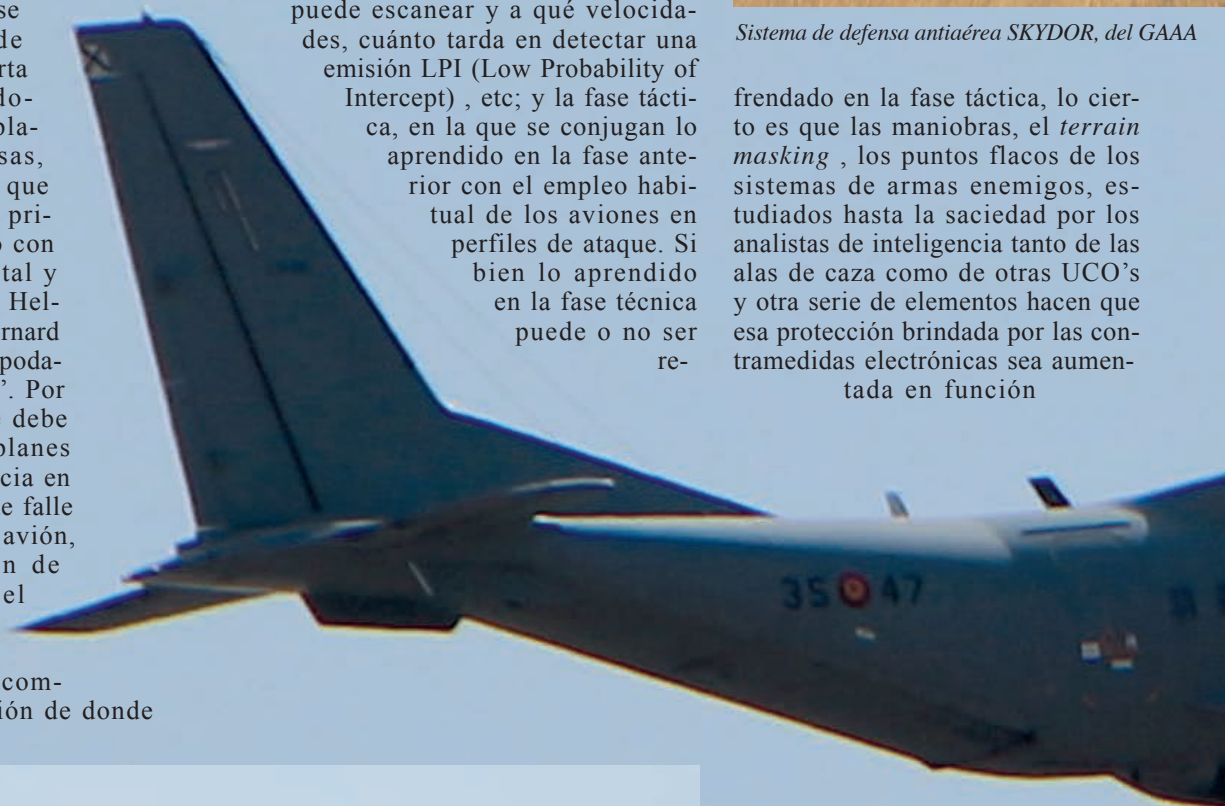 se
de
rta
do-
pla-
sas,
que
pri-
o con
tal y
Hel-
rnard
poda-
”. Por
e debe
planes
cia en
e falle
avión,
n de
el
com-
ión de donde
puede escanear y a qué velocida-
des, cuánto tarda en detectar una
emisión LPI (Low Probability of
Intercept) , etc; y la fase tácti-
ca, en la que se conjugan lo
aprendido en la fase ante-
rior con el empleo habi-
tual de los aviones en
perfiles de ataque. Si
bien lo aprendido
en la fase técnica
puede o no ser
re-
Sistema de defensa antiaérea SKYDOR, del GAAA
frendado en la fase táctica, lo cier-
to es que las maniobras, el terrain
masking , los puntos flacos de los
sistemas de armas enemigos, es-
tudiados hasta la saciedad por los
analistas de inteligencia tanto de las
alas de caza como de otras UCO's
y otra serie de elementos hacen que
esa protección brindada por las con-
tramedidas electrónicas sea aumen-
tada en función
35 47